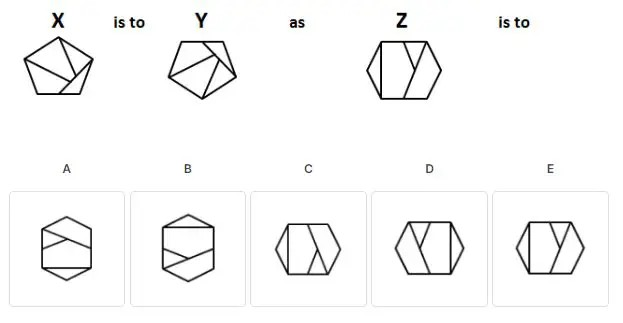 X is to Y as Z is to
A B C D E